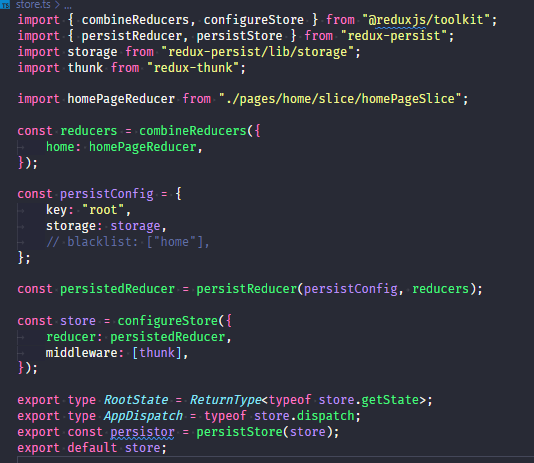 store.ts > ...
import { combineReducers, configureStore } from "@reduxjs/toolkit";
import { persistReducer, persistStore } from "redux-persist";
import storage from "redux-persist/lib/storage";
import thunk from "redux-thunk";
import homePageReducer from "./pages/home/slice/homePageSlice";
const reducers = combineReducers({
home: homePageReducer,
});
const persistConfig = {
key: "root",
storage: storage,
// blacklist: ["home"],
};
const persistedReducer = persistReducer(persistConfig, reducers);
const store = configureStore({
reducer: persistedReducer,
middleware: [thunk],
});
export type RootState = ReturnType<typeof store.getState>;
export type AppDispatch = typeof store.dispatch;
export const persistor = persistStore(store);
export default store;